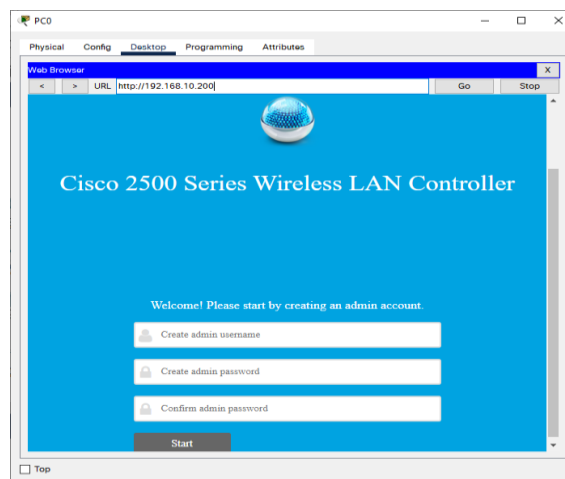 PC0
Physical Config Desktop Programming Attributes
Web Browser X
< > URL http://192.168.10.200 Go Stop
Cisco 2500 Series Wireless LAN Controller
Welcome! Please start by creating an admin account.
Create admin username
Create admin password
Confirm admin password
Start
Top